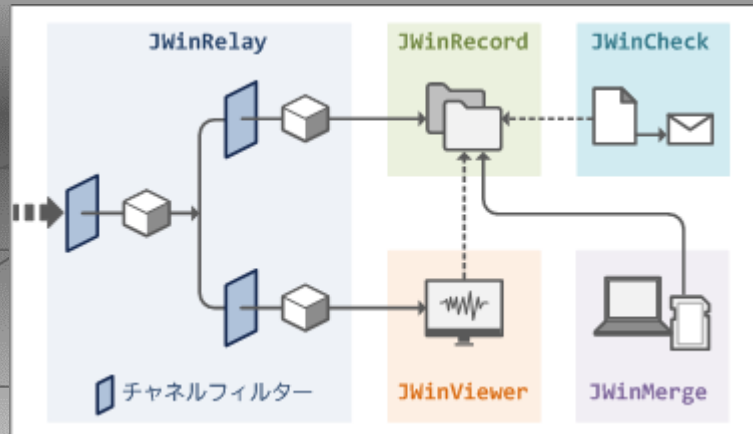 JWinRelay
JWinRecord
JWinCheck
チャネルフィルター
JWinViewer
JWinMerge